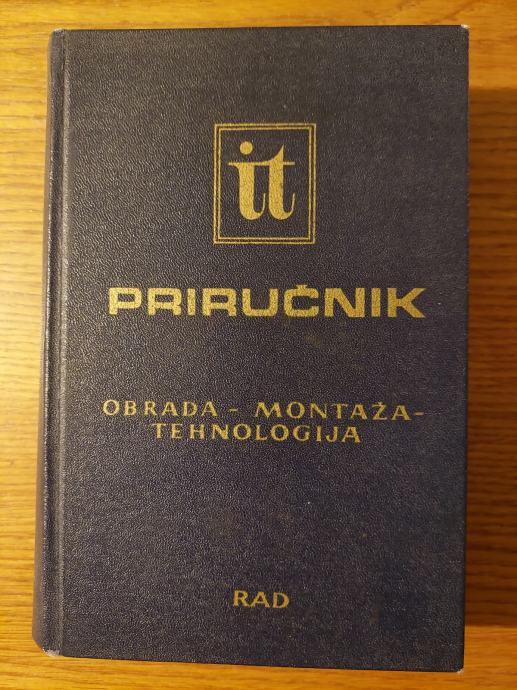 it
PRIRUČNIK
OBRADA - MONTAŽA-
TEHNOLOGIJA
RAD